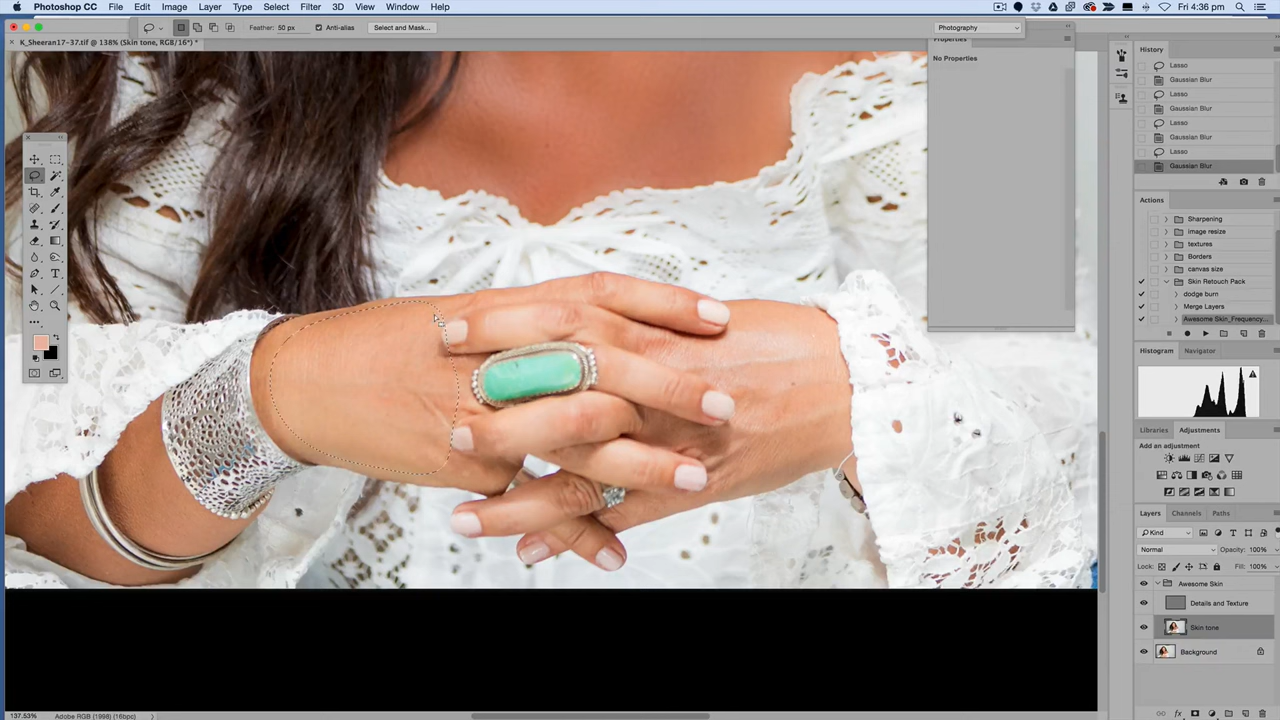 Photoshop CC File Edit Image Layer Type Select Filter 3D View Window Help
Fri 4:36 pm
Feather: 50 px Anti-alias Select and Mask...
Photography
K_Sheeran17-37.tif @ 138% (Skin tone, RGB/16*) *
Properties
No Properties
History
Lasso
Gaussian Blur
Lasso
Gaussian Blur
Lasso
Gaussian Blur
Lasso
Gaussian Blur
Actions
Sharpening
image resize
textures
Borders
canvas size
Skin Retouch Pack
dodge burn
Merge Layers
Awesome Skin_Frequency...
Histogram Navigator
Libraries Adjustments
Add an adjustment
Layers Channels Paths
Kind
Normal Opacity: 100%
Lock: Fill: 100%
Awesome Skin
Details and Texture
Skin tone
Background
137.53% Adobe RGB (1998) (16bpc)